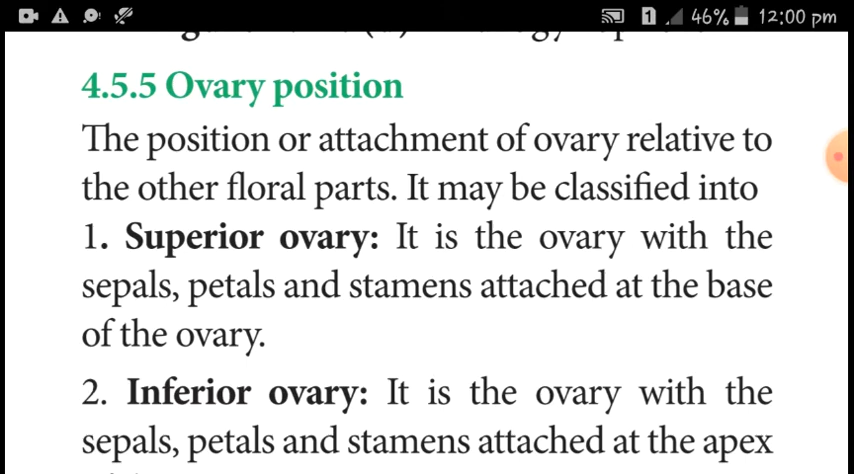 1 46% 12:00 pm
4.5.5 Ovary position
The position or attachment of ovary relative to
the other floral parts. It may be classified into
1. Superior ovary: It is the ovary with the
sepals, petals and stamens attached at the base
of the ovary.
2. Inferior ovary: It is the ovary with the
sepals, petals and stamens attached at the apex